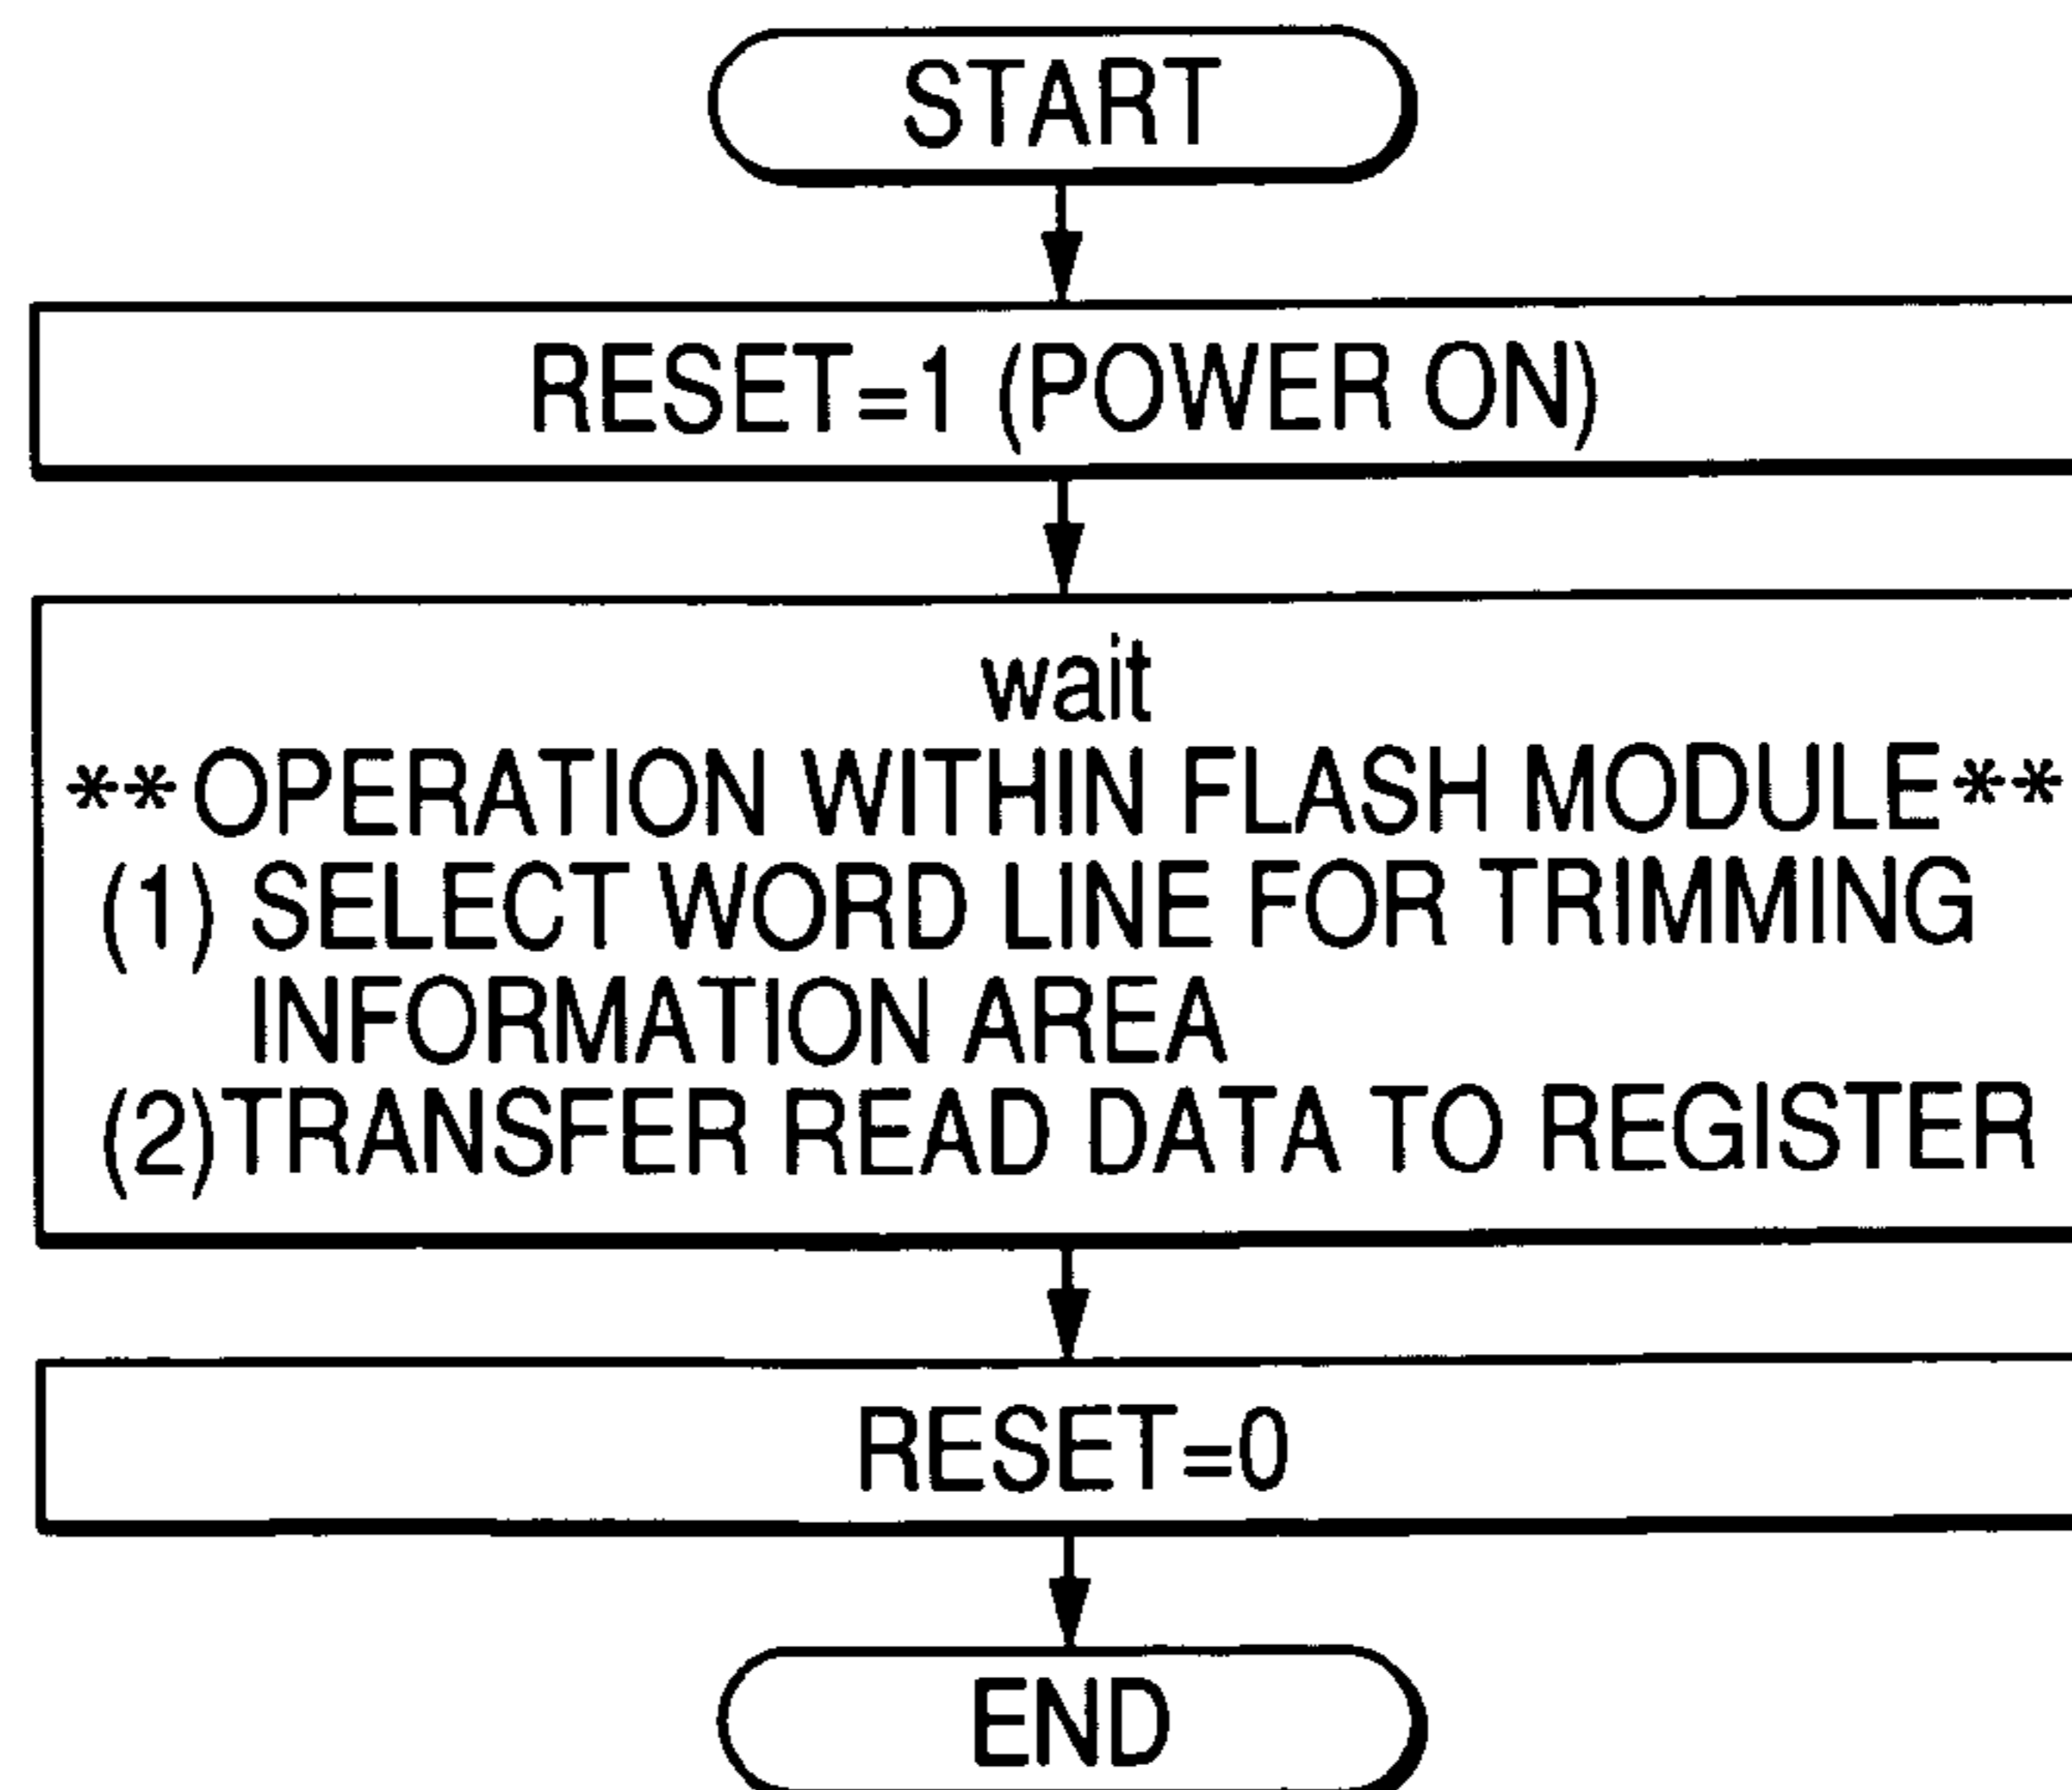 START
RESET=1 (POWER ON)
wait
**OPERATION WITHIN FLASH MODULE**
(1) SELECT WORD LINE FOR TRIMMING
INFORMATION AREA
(2)TRANSFER READ DATA TO REGISTER
RESET=0
END